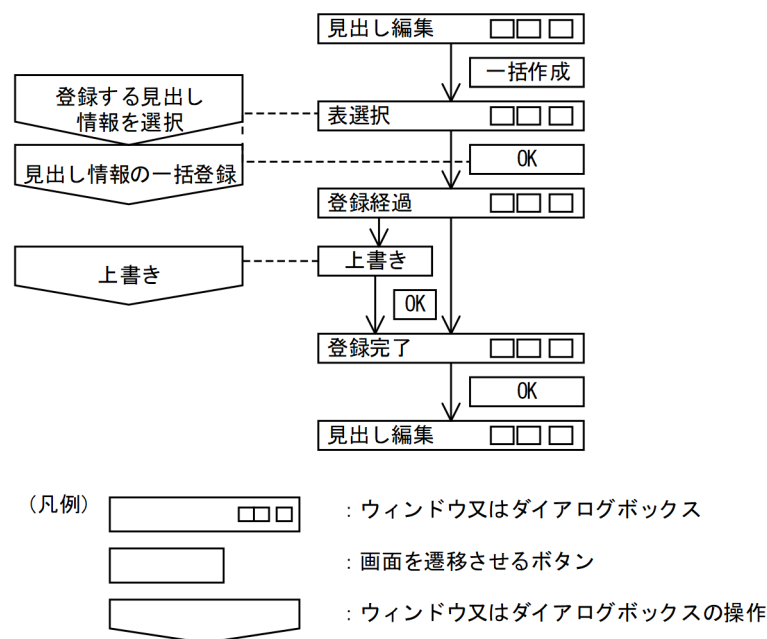 見出し編集
一括作成
登録する見出し
情報を選択
表選択
見出し情報の一括登録
OK
登録経過
上書き
上書き
OK
登録完了
OK
見出し編集
(凡例)
:ウィンドウ又はダイアログボックス
:画面を遷移させるボタン
:ウィンドウ又はダイアログボックスの操作